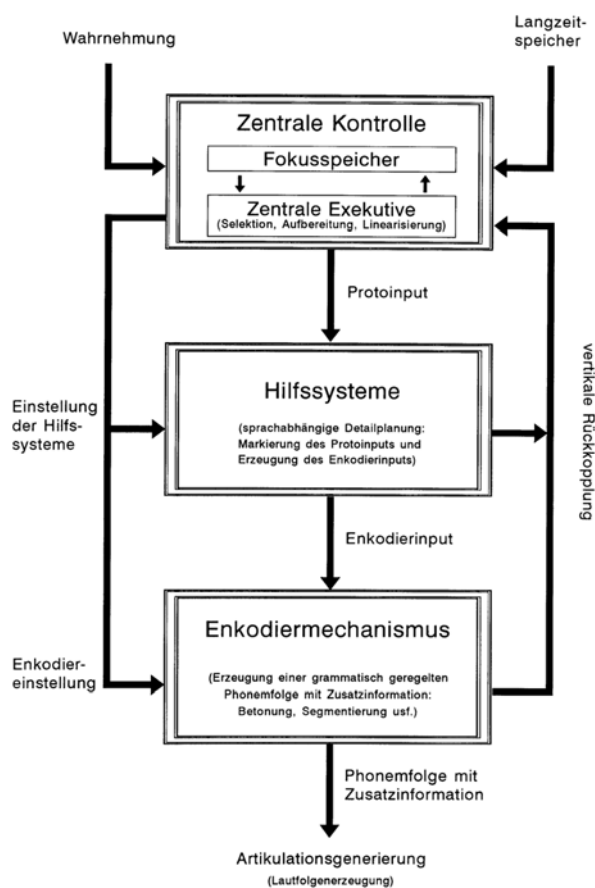 Wahrnehmung
Langzeit-
speicher
Zentrale Kontrolle
Fokusspeicher
Zentrale Exekutive
(Selektion, Aufbereitung, Linearisierung)
Protoinput
Einstellung
der Hilfs-
systeme
Hilfssysteme
(sprachabhängige Detailplanung:
Markierung des Protoinputs und
Erzeugung des Enkodierinputs)
vertikale Rückkopplung
Enkodierinput
Enkodier-
einstellung
Enkodiermechanismus
(Erzeugung einer grammatisch geregelten
Phonemfolge mit Zusatzinformation:
Betonung, Segmentierung usf.)
Phonemfolge mit
Zusatzinformation
Artikulationsgenerierung
(Lautfolgenerzeugung)